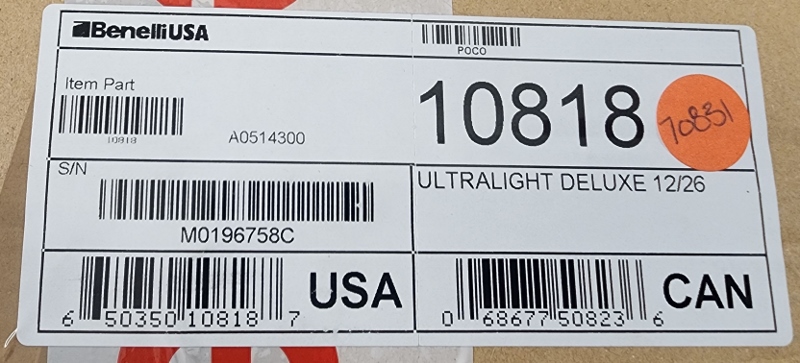 BenelliUSA
POCO
Item Part
10818
A0514300
10818
70831
S/N
M0196758C
ULTRALIGHT DELUXE 12/26
USA
6 50350 10818 7
CAN
0 68677 50823 6